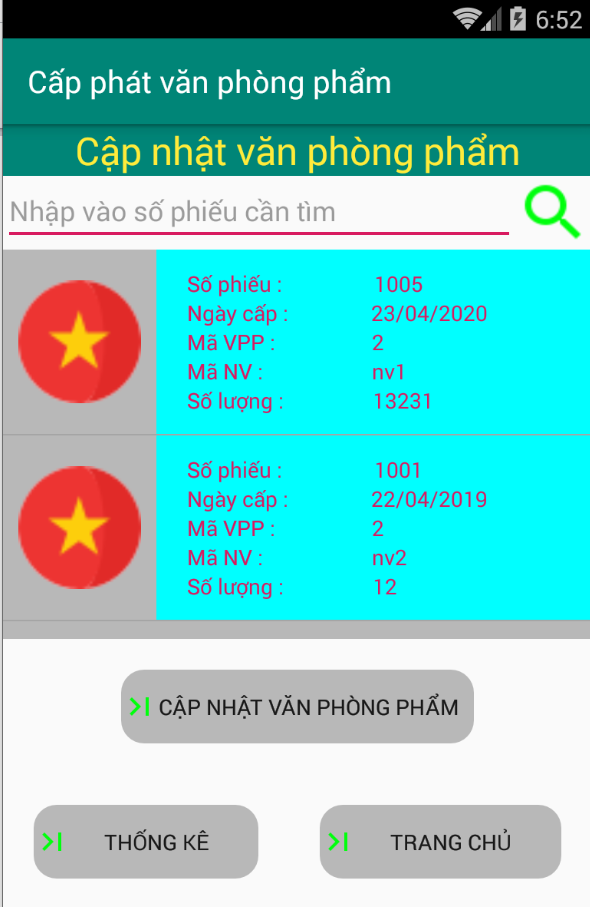 6:52
Cấp phát văn phòng phẩm
Cập nhật văn phòng phẩm
Nhập vào số phiếu cần tìm
Số phiếu : 1005
Ngày cấp : 23/04/2020
Mã VPP : 2
Mã NV : nv1
Số lượng : 13231
Số phiếu : 1001
Ngày cấp : 22/04/2019
Mã VPP : 2
Mã NV : nv2
Số lượng : 12
CẬP NHẬT VĂN PHÒNG PHẨM
THỐNG KÊ TRANG CHỦ